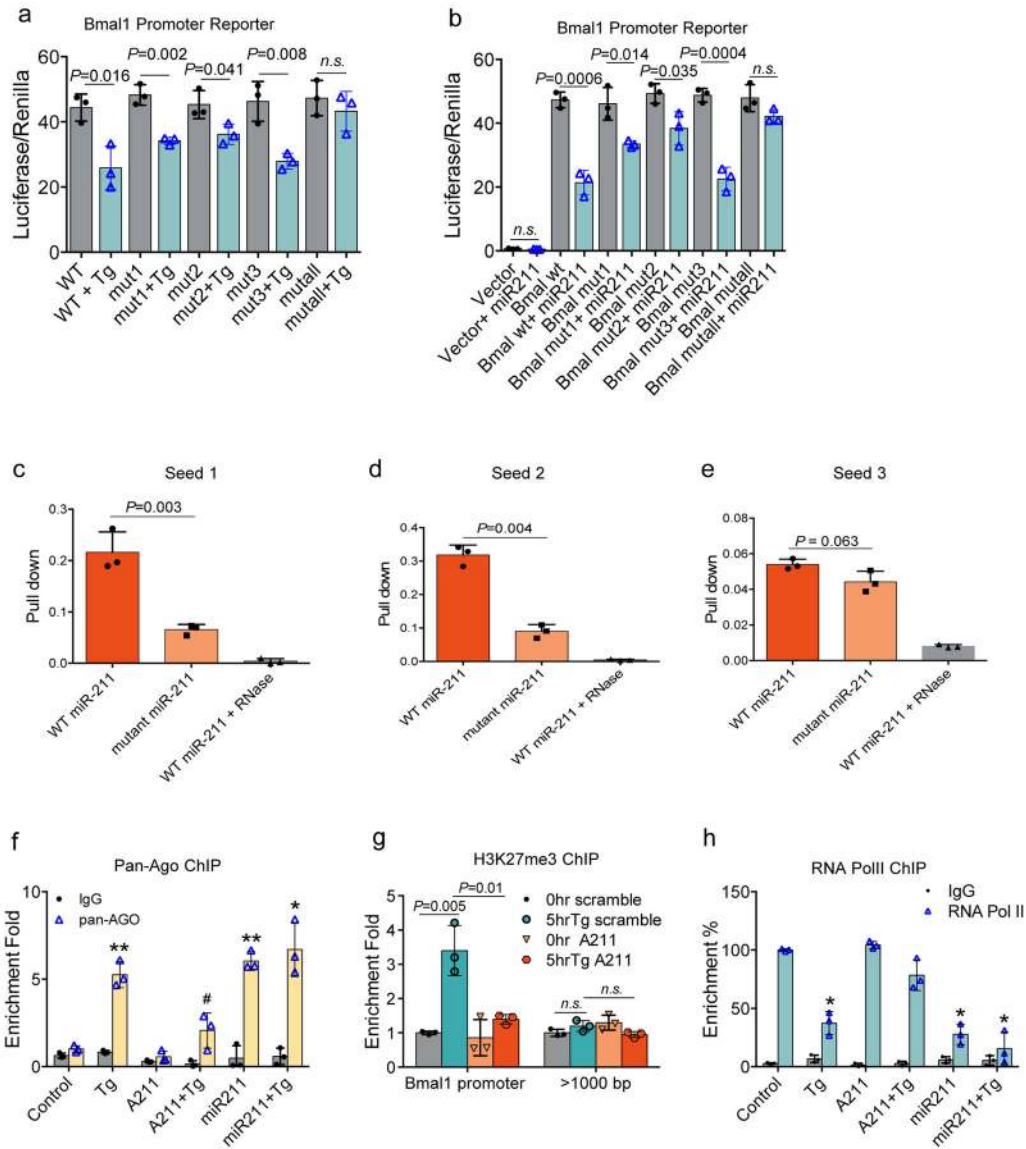 a
Bmal1 Promoter Reporter
P=0.016
P=0.002
P=0.041
P=0.008
n.s.
Luciferase/Renilla
60
40
20
0
WT
WT + Tg
mut1
mut1+Tg
mut2
mut2+Tg
mut3
mut3+Tg
mutall
mutall+Tg
b
Bmal1 Promoter Reporter
n.s.
P=0.0006
P=0.014
P=0.035
P=0.0004
n.s.
Luciferase/Renilla
60
40
20
0
Vector
Vector+ miR211
Bmal wt
Bmal wt+ miR211
Bmal mut1
Bmal mut1+ miR211
Bmal mut2
Bmal mut2+ miR211
Bmal mut3
Bmal mut3+ miR211
Bmal mutall
Bmal mutall+ miR211
c
Seed 1
P=0.003
Pull down
0.3
0.2
0.1
0.0
WT miR-211
mutant miR-211
WT miR-211 + RNase
d
Seed 2
P=0.004
Pull down
0.4
0.3
0.2
0.1
0.0
WT miR-211
mutant miR-211
WT miR-211 + RNase
e
Seed 3
P = 0.063
Pull down
0.08
0.06
0.04
0.02
0.00
WT miR-211
mutant miR-211
WT miR-211 + RNase
f
Pan-Ago ChIP
IgG
pan-AGO
**
#
**
*
Enrichment Fold
10
5
0
Control
Tg
A211
A211+Tg
miR211
miR211+Tg
g
H3K27me3 ChIP
P=0.005
P=0.01
n.s.
n.s.
0hr scramble
5hrTg scramble
0hr A211
5hrTg A211
Enrichment Fold
5
4
3
2
1
0
Bmal1 promoter
>1000 bp
h
RNA PolII ChIP
IgG
RNA Pol II
*
*
*
Enrichment %
150
100
50
0
Control
Tg
A211
A211+Tg
miR211
miR211+Tg